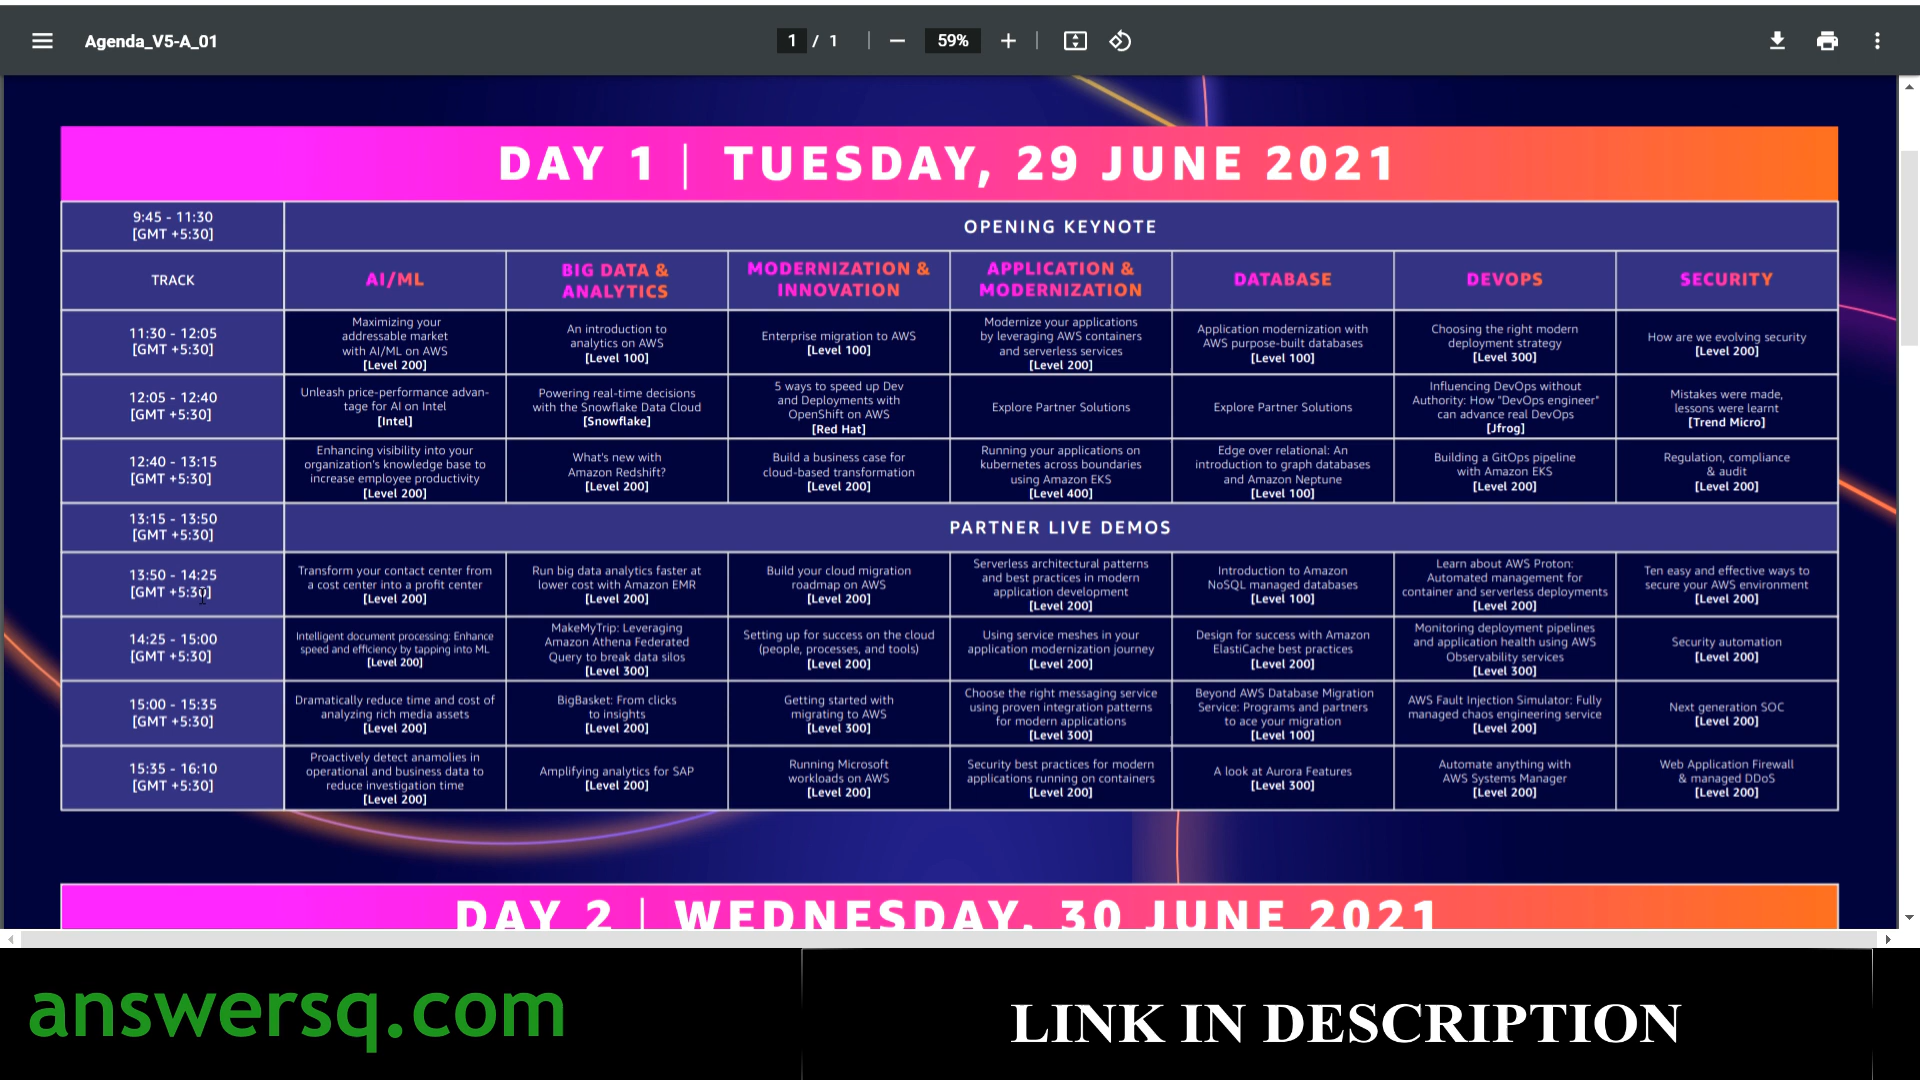 Agenda_V5-A_01
1 / 1
59%
DAY 1 | TUESDAY, 29 JUNE 2021
9:45 - 11:30
[GMT +5:30]
OPENING KEYNOTE
TRACK
AI/ML
BIG DATA &
ANALYTICS
MODERNIZATION &
INNOVATION
APPLICATION &
MODERNIZATION
DATABASE
DEVOPS
SECURITY
11:30 - 12:05
[GMT +5:30]
Maximizing your
addressable market
with AI/ML on AWS
[Level 200]
An introduction to
analytics on AWS
[Level 100]
Enterprise migration to AWS
[Level 100]
Modernize your applications
by leveraging AWS containers
and serverless services
[Level 200]
Application modernization with
AWS purpose-built databases
[Level 100]
Choosing the right modern
deployment strategy
[Level 300]
How are we evolving security
[Level 200]
12:05 - 12:40
[GMT +5:30]
Unleash price-performance advan-
tage for AI on Intel
[Intel]
Powering real-time decisions
with the Snowflake Data Cloud
[Snowflake]
5 ways to speed up Dev
and Deployments with
OpenShift on AWS
[Red Hat]
Explore Partner Solutions
Explore Partner Solutions
Influencing DevOps without
Authority: How "DevOps engineer"
can advance real DevOps
[Jfrog]
Mistakes were made,
lessons were learnt
[Trend Micro]
12:40 - 13:15
[GMT +5:30]
Enhancing visibility into your
organization's knowledge base to
increase employee productivity
[Level 200]
What's new with
Amazon Redshift?
[Level 200]
Build a business case for
cloud-based transformation
[Level 200]
Running your applications on
kubernetes across boundaries
using Amazon EKS
[Level 400]
Edge over relational: An
introduction to graph databases
and Amazon Neptune
[Level 100]
Building a GitOps pipeline
with Amazon EKS
[Level 200]
Regulation, compliance
& audit
[Level 200]
13:15 - 13:50
[GMT +5:30]
PARTNER LIVE DEMOS
13:50 - 14:25
[GMT +5:30]
Transform your contact center from
a cost center into a profit center
[Level 200]
Run big data analytics faster at
lower cost with Amazon EMR
[Level 200]
Build your cloud migration
roadmap on AWS
[Level 200]
Serverless architectural patterns
and best practices in modern
application development
[Level 200]
Introduction to Amazon
NoSQL managed databases
[Level 100]
Learn about AWS Proton:
Automated management for
container and serverless deployments
[Level 200]
Ten easy and effective ways to
secure your AWS environment
[Level 200]
14:25 - 15:00
[GMT +5:30]
Intelligent document processing: Enhance
speed and efficiency by tapping into ML
[Level 200]
MakeMyTrip: Leveraging
Amazon Athena Federated
Query to break data silos
[Level 300]
Setting up for success on the cloud
(people, processes, and tools)
[Level 200]
Using service meshes in your
application modernization journey
[Level 200]
Design for success with Amazon
ElastiCache best practices
[Level 200]
Monitoring deployment pipelines
and application health using AWS
Observability services
[Level 300]
Security automation
[Level 200]
15:00 - 15:35
[GMT +5:30]
Dramatically reduce time and cost of
analyzing rich media assets
[Level 200]
BigBasket: From clicks
to insights
[Level 200]
Getting started with
migrating to AWS
[Level 300]
Choose the right messaging service
using proven integration patterns
for modern applications
[Level 300]
Beyond AWS Database Migration
Service: Programs and partners
to ace your migration
[Level 100]
AWS Fault Injection Simulator: Fully
managed chaos engineering service
[Level 200]
Next generation SOC
[Level 200]
15:35 - 16:10
[GMT +5:30]
Proactively detect anamolies in
operational and business data to
reduce investigation time
[Level 200]
Amplifying analytics for SAP
[Level 200]
Running Microsoft
workloads on AWS
[Level 200]
Security best practices for modern
applications running on containers
[Level 200]
A look at Aurora Features
[Level 300]
Automate anything with
AWS Systems Manager
[Level 200]
Web Application Firewall
& managed DDoS
[Level 200]
DAY 2 | WEDNESDAY, 30 JUNE 2021
answersq.com
LINK IN DESCRIPTION